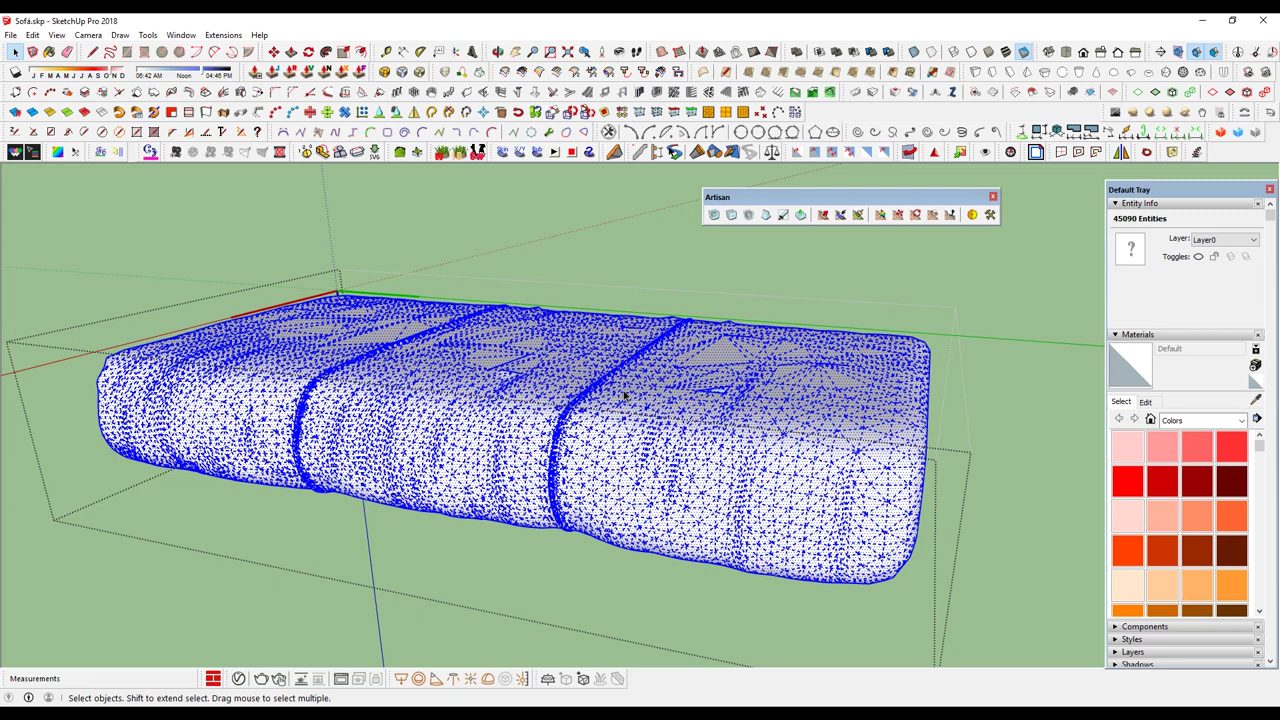 Sofá.skp - SketchUp Pro 2018
File Edit View Camera Draw Tools Window Extensions Help
J F M A M J J A S O N D 06:42 AM Noon 04:46 PM
Artisan
Default Tray
Entity Info
45090 Entities
Layer: Layer0
Toggles:
Materials
Default
Select Edit
Colors
Components
Styles
Layers
Shadows
Measurements
Select objects. Shift to extend select. Drag mouse to select multiple.